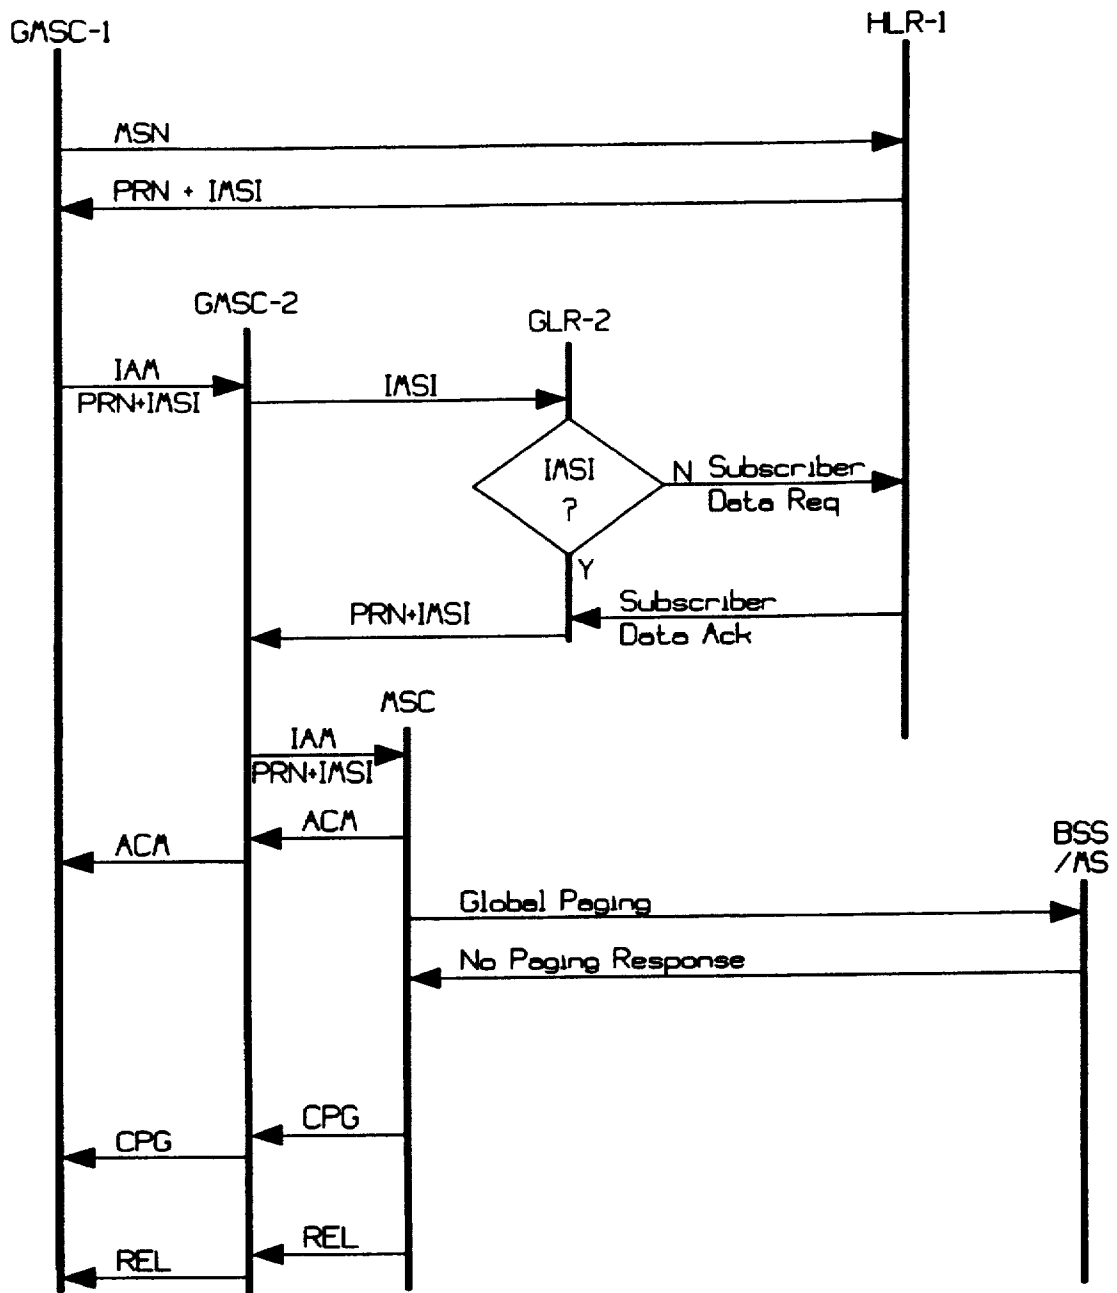 GMSC-1
HLR-1
MSN
PRN + IMSI
GMSC-2
GLR-2
IAM
PRN+IMSI
IMSI
IMSI
?
N Subscriber
Data Req
Y
Subscriber
Data Ack
PRN+IMSI
MSC
IAM
PRN+IMSI
ACM
ACM
BSS
/MS
Global Paging
No Paging Response
CPG
CPG
REL
REL